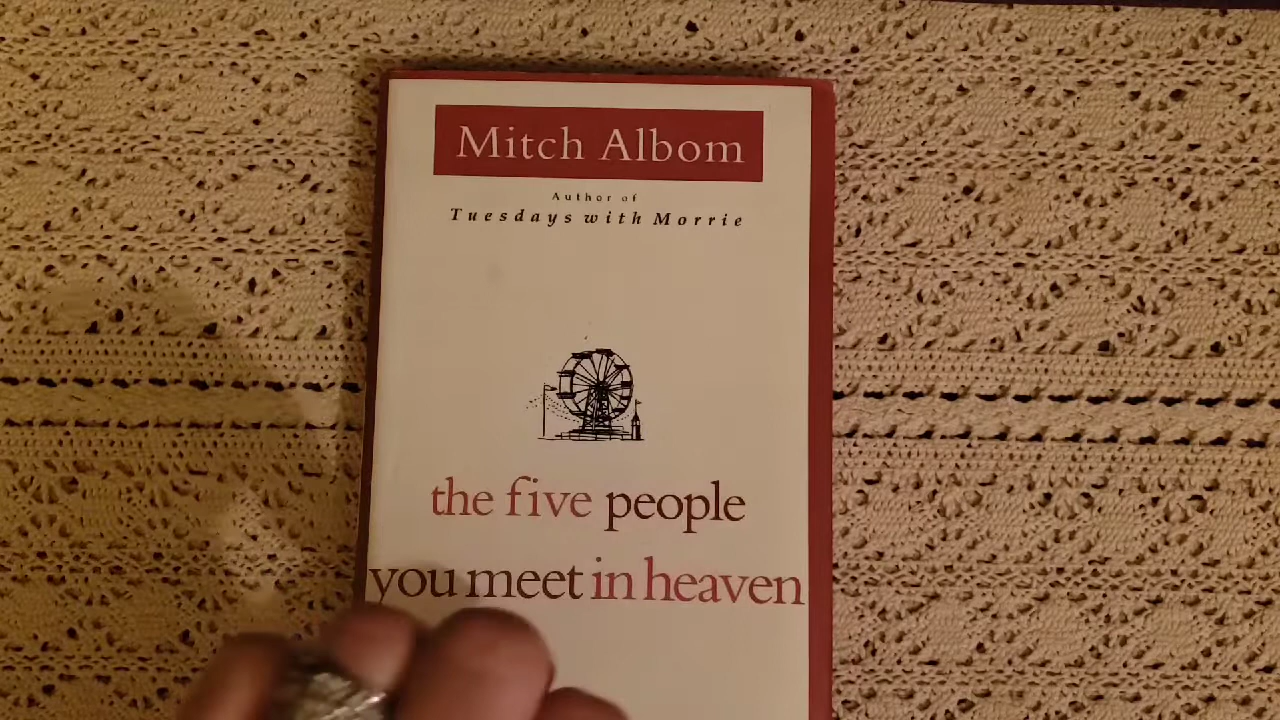 Mitch Albom
Author of
Tuesdays with Morrie
the five people
you meet in heaven